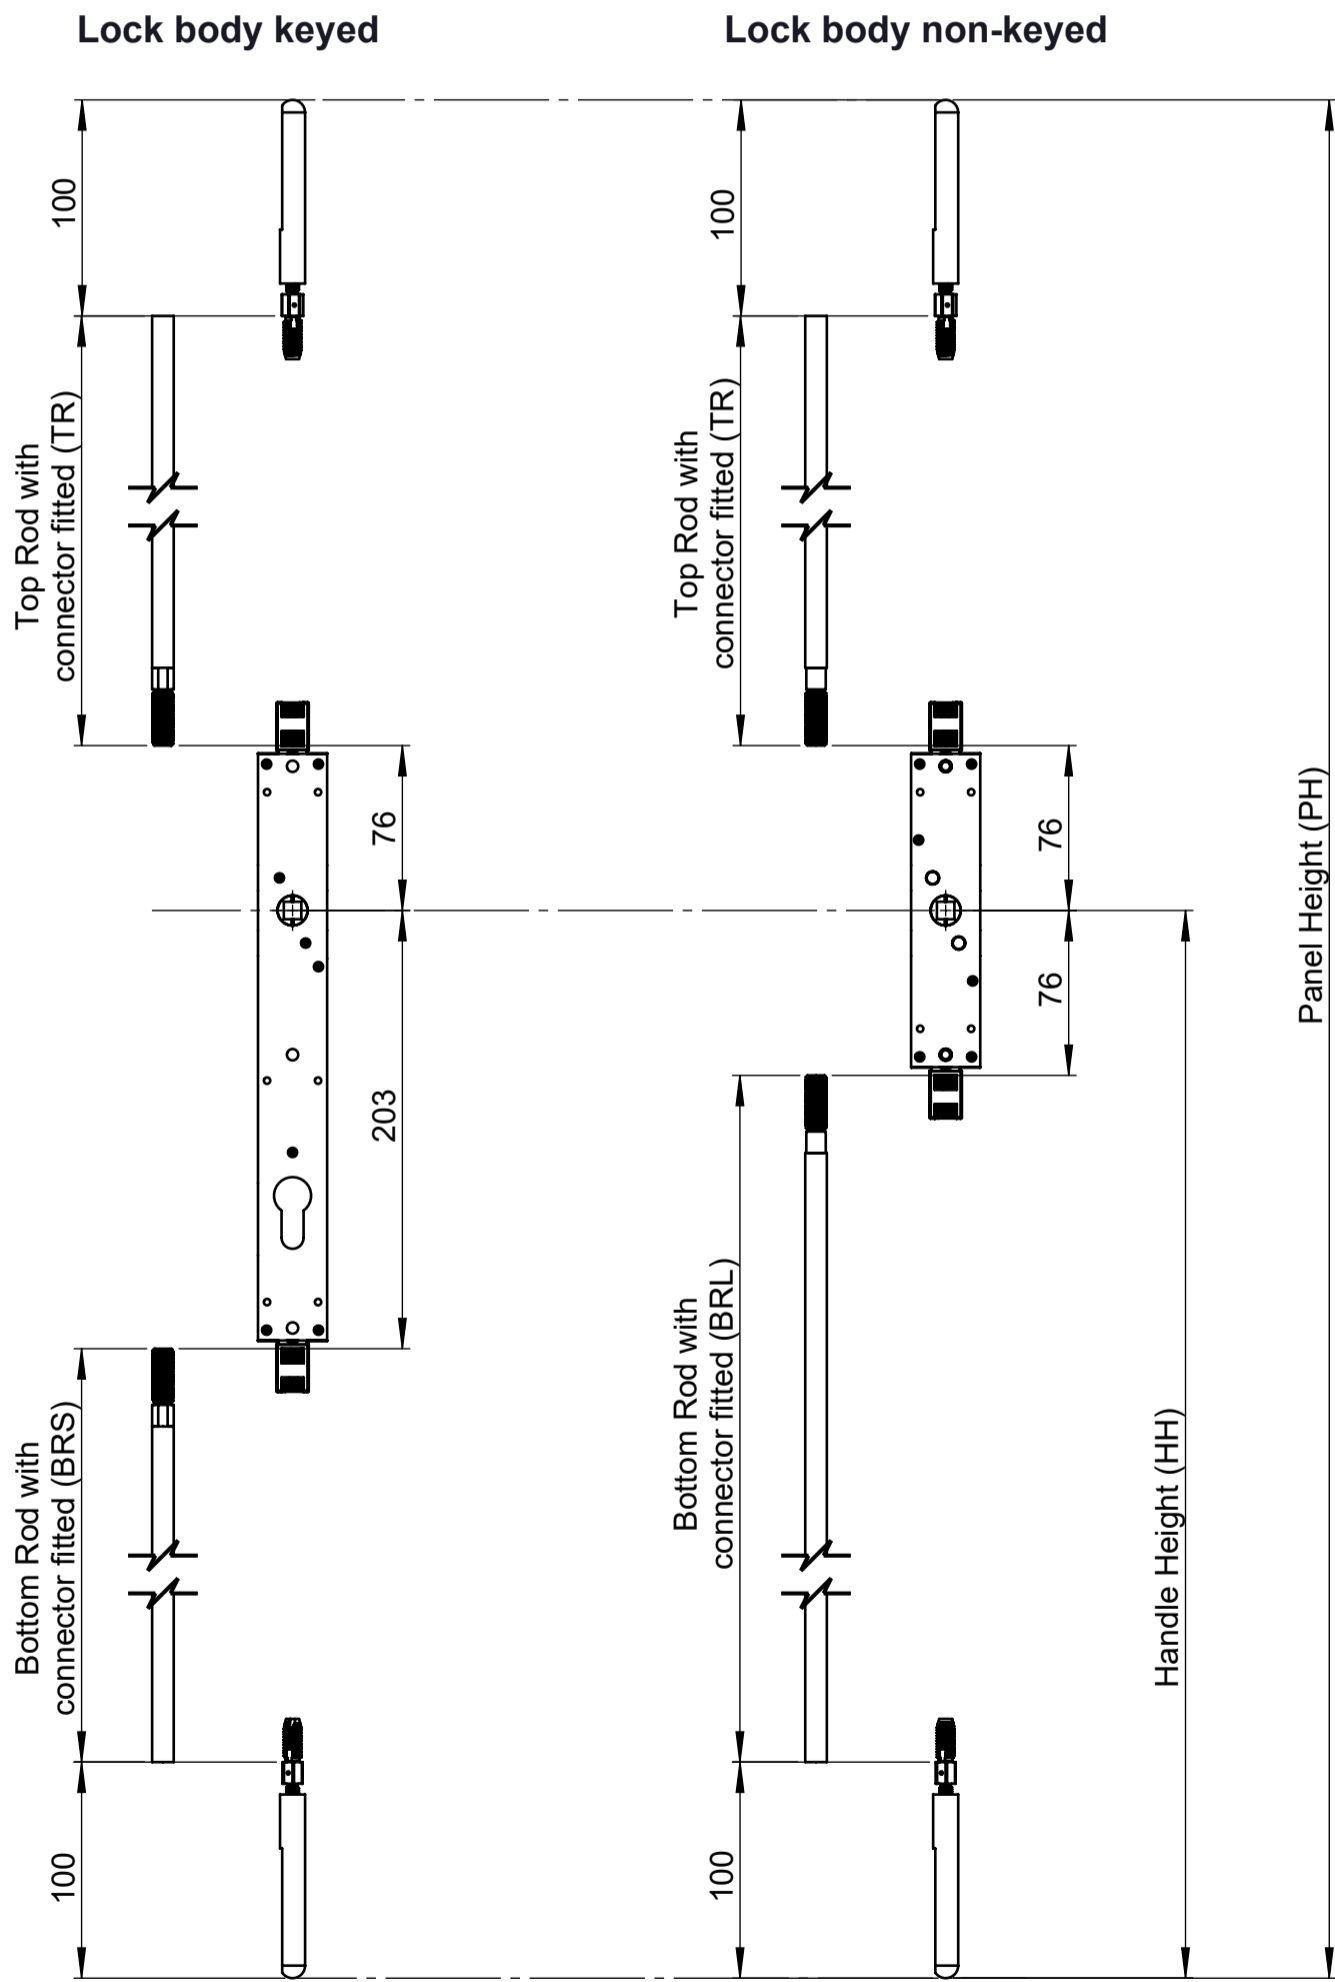 Lock body keyed
Lock body non-keyed
100
Top Rod with
connector fitted (TR)
76
203
Bottom Rod with
connector fitted (BRS)
100
100
Top Rod with
connector fitted (TR)
76
76
Bottom Rod with
connector fitted (BRL)
100
Handle Height (HH)
Panel Height (PH)